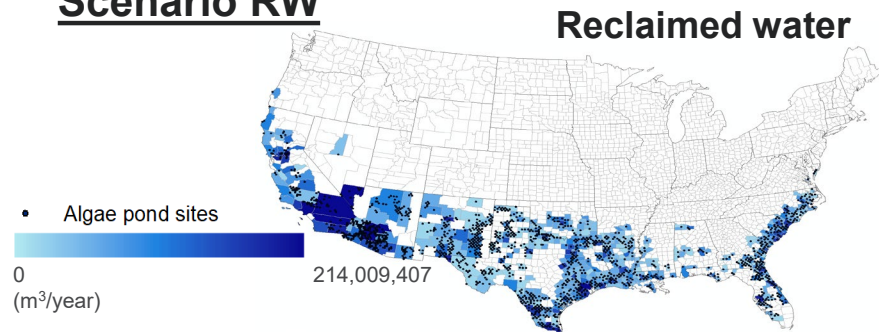 Scenario RW
Reclaimed water
Algae pond sites
0
214,009,407
(m³/year)